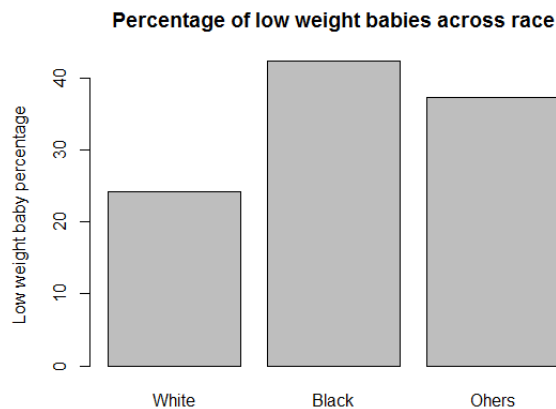 Percentage of low weight babies across race
Low weight baby percentage
40
30
20
10
0
White Black Ohers